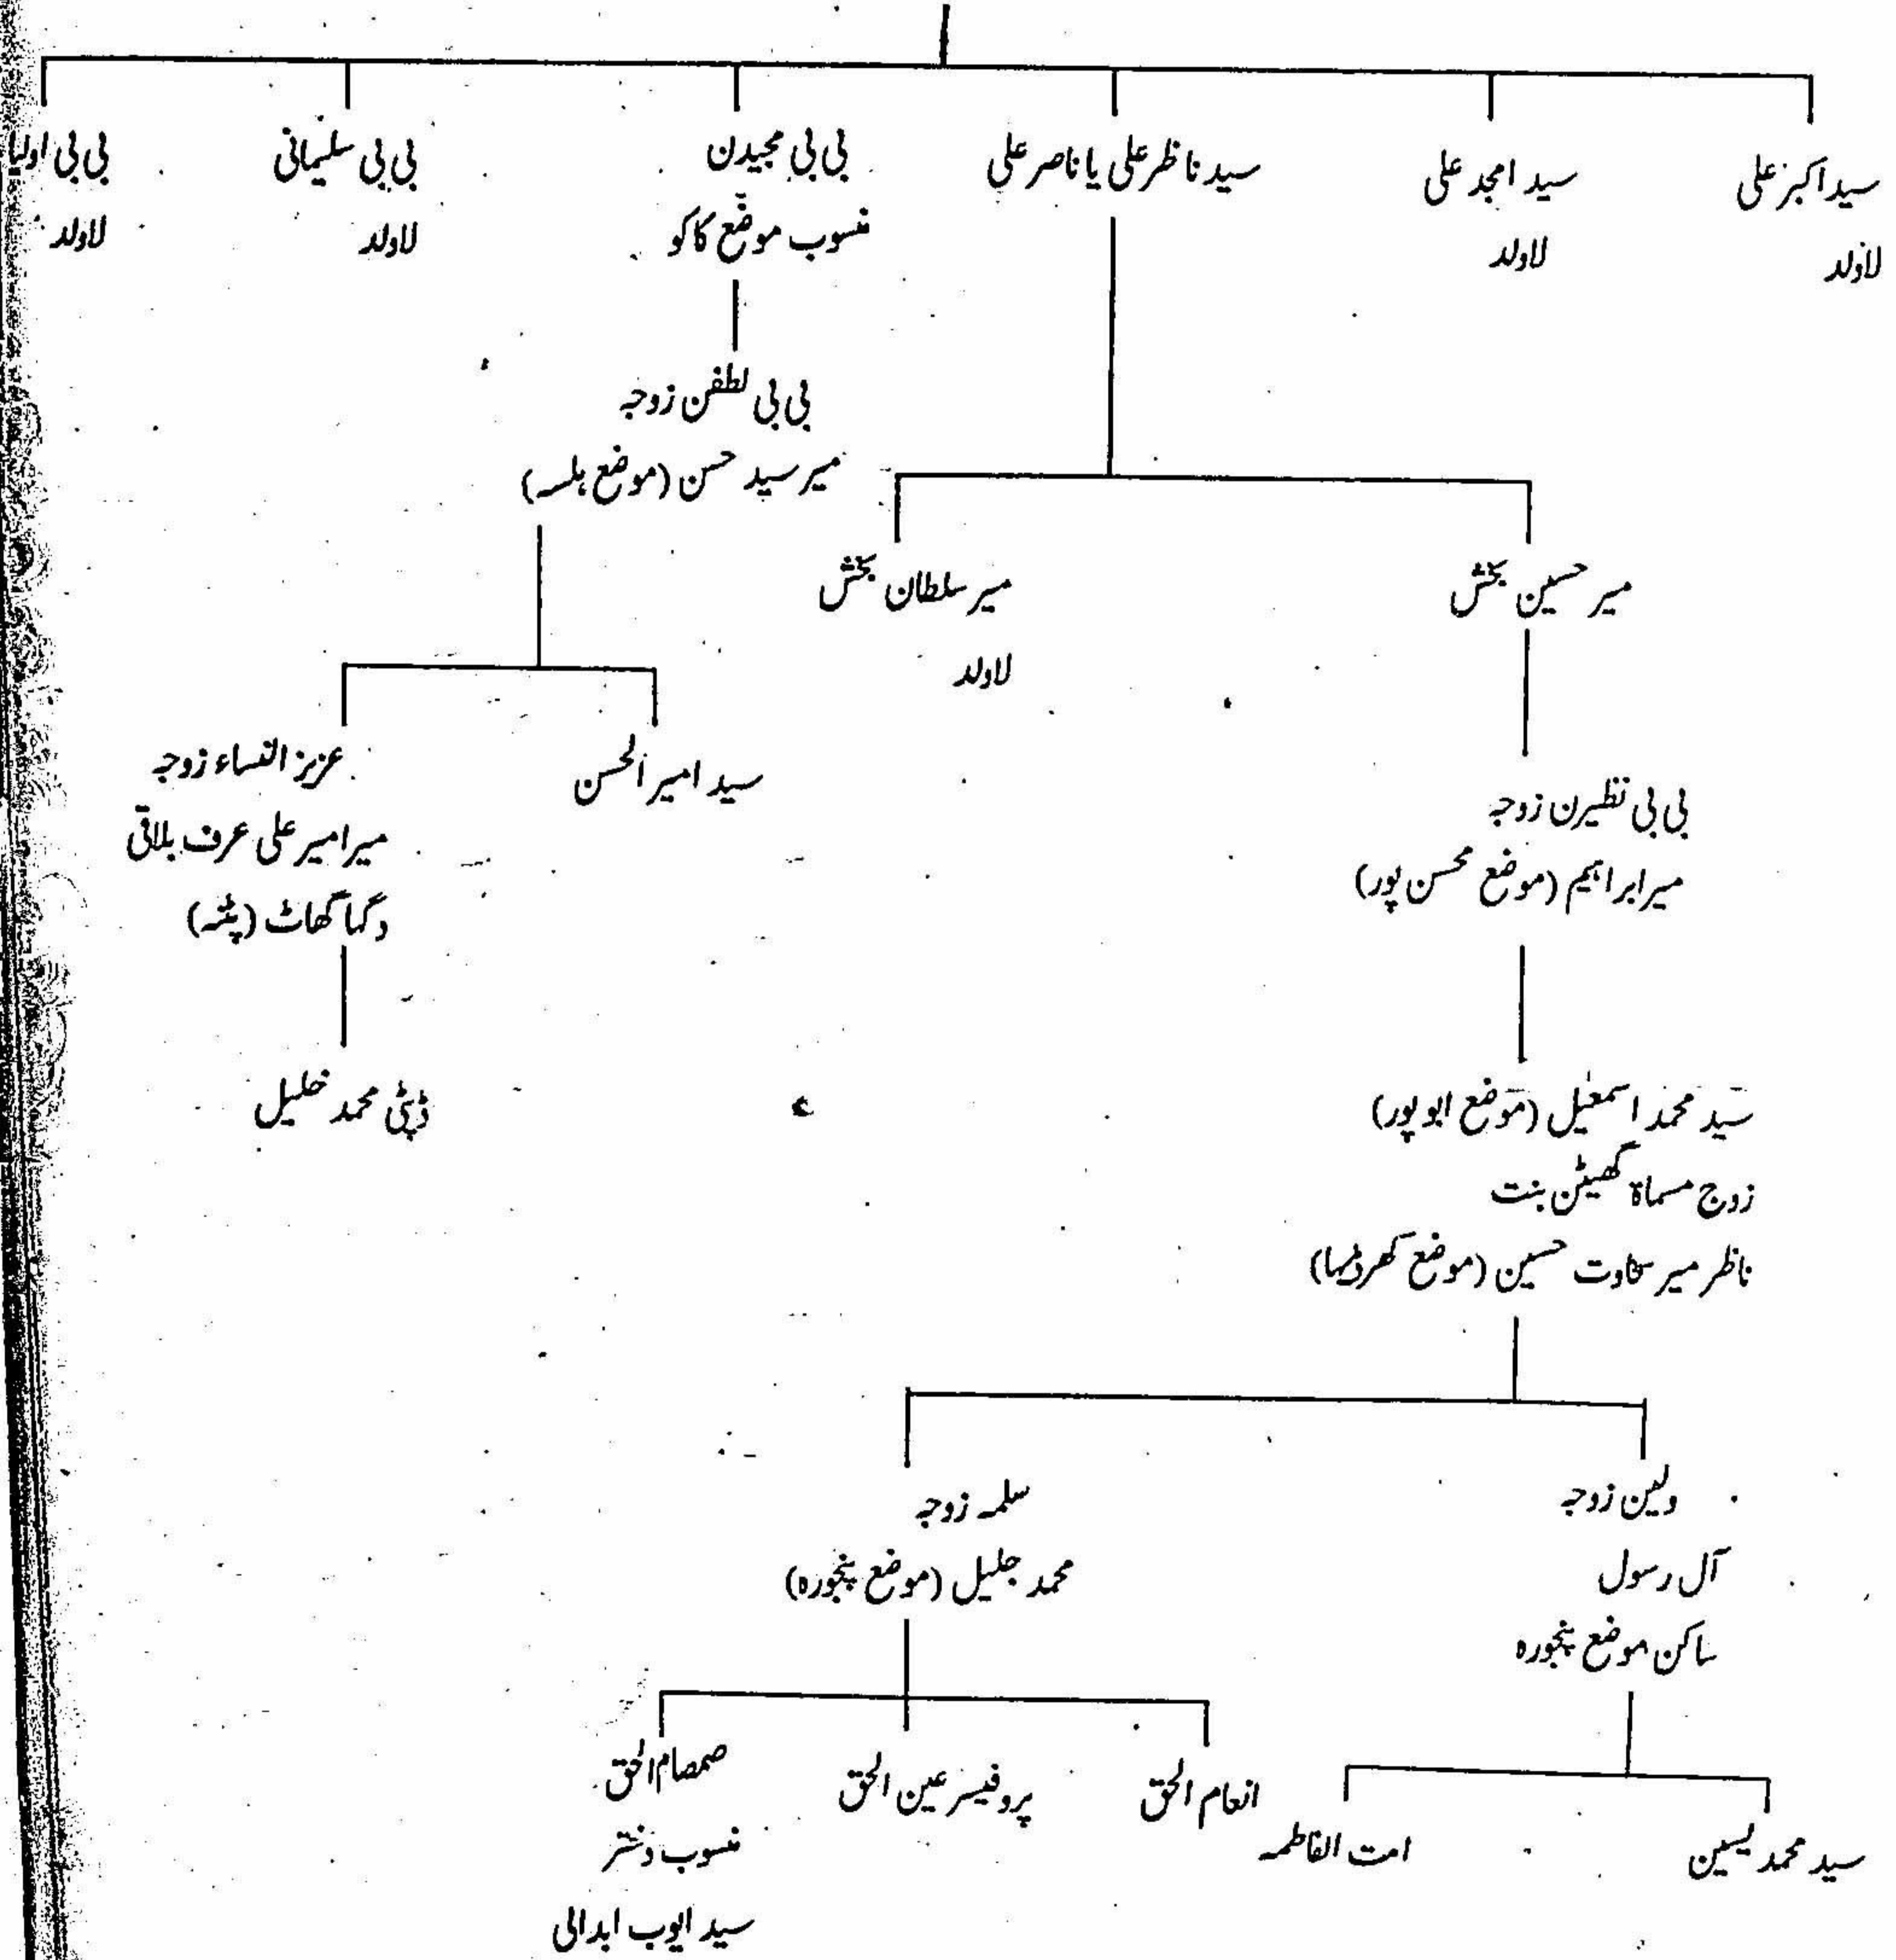 سید اکبر علی
لاولد
سید امجد علی
لاولد
سید ناظر علی یا ناصر علی
بی بی مجیدن
منسوب موضع کاکو
بی بی سلیمانی
لاولد
بی بی اولیا
لاولد
بی بی لطفن زوجہ
میر سید حسن (موضع ہلسہ)
میر حسین بخش
میر سلطان بخش
لاولد
سید امیر الحسن
عزیز النساء زوجہ
میر امیر علی عرف بلاقی
دگہا گھاٹ (پٹنہ)
بی بی نظیرن زوجہ
میر ابراہیم (موضع محسن پور)
ڈپٹی محمد خلیل
سید محمد اسمعیل (موضع ابو پور)
زوج مسماۃ گھیٹن بنت
ناظر میر سخاوت حسین (موضع کھرڈیہا)
ولین زوجہ
آل رسول
ساکن موضع پنجورہ
سلمہ زوجہ
محمد جلیل (موضع پنجورہ)
سید محمد یسین
امت الفاطمہ
انعام الحق
پروفیسر عین الحق
صمصام الحق
منسوب دختر
سید ایوب ابدالی